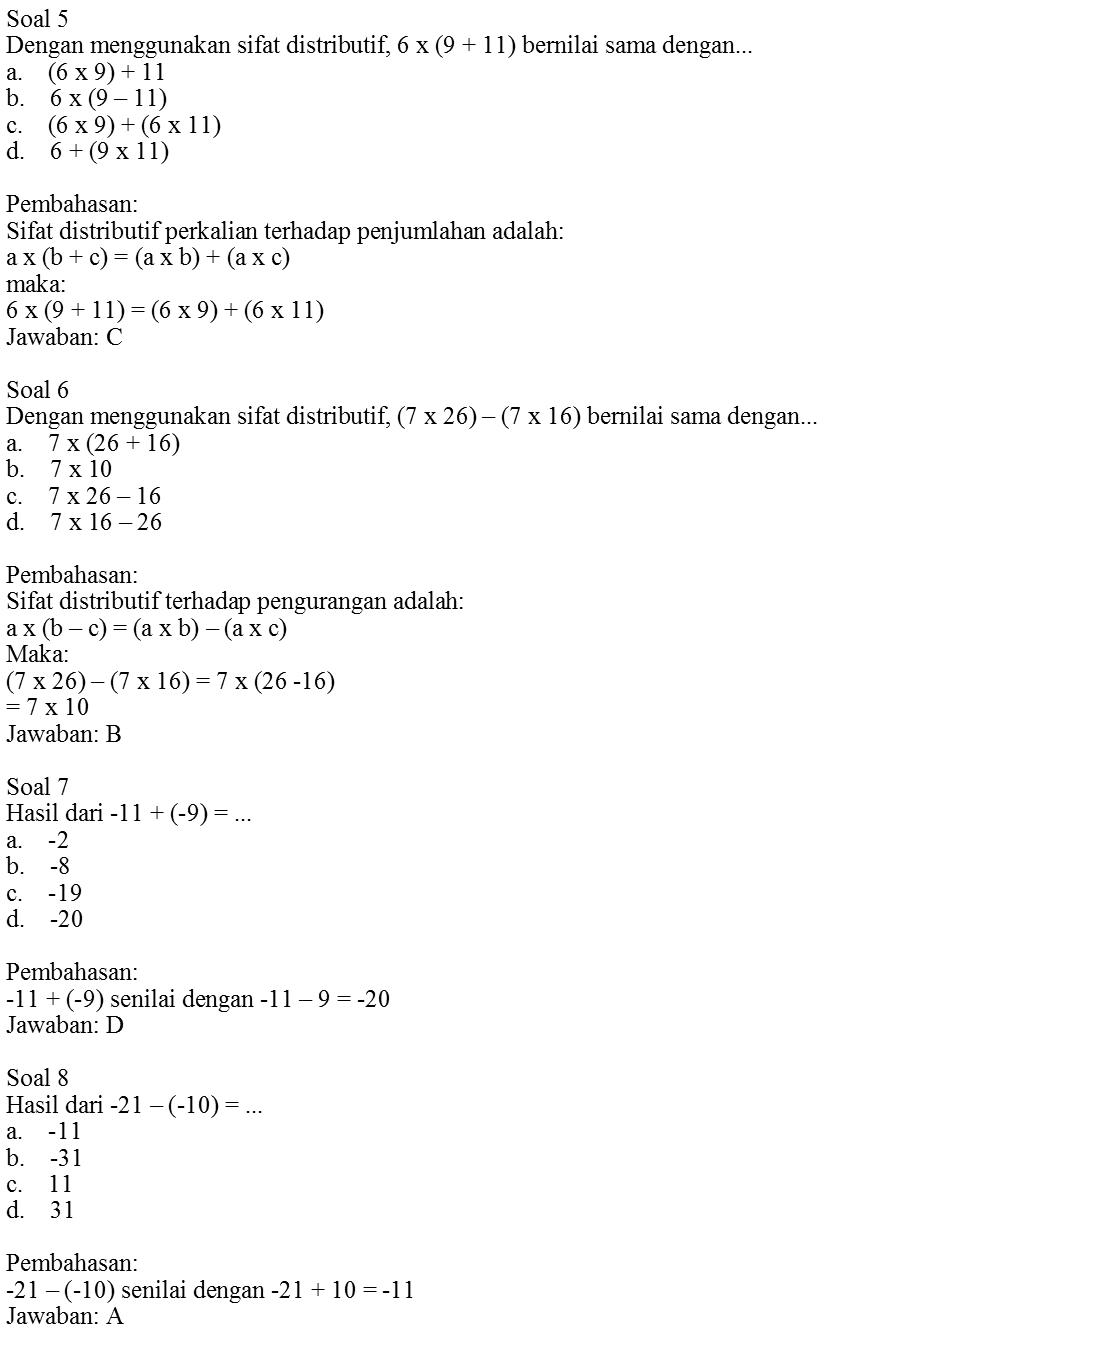 Soal 5
Dengan menggunakan sifat distributif, 6 x (9 + 11) bernilai sama dengan...
a. (6 x 9) + 11
b. 6 x (9 – 11)
c. (6 x 9) + (6 x 11)
d. 6 + (9 x 11)
Pembahasan:
Sifat distributif perkalian terhadap penjumlahan adalah:
a x (b + c) = (a x b) + (a x c)
maka:
6 x (9 + 11) = (6 x 9) + (6 x 11)
Jawaban: C
Soal 6
Dengan menggunakan sifat distributif, (7 x 26) – (7 x 16) bernilai sama dengan...
a. 7 x (26 + 16)
b. 7 x 10
c. 7 x 26 – 16
d. 7 x 16 – 26
Pembahasan:
Sifat distributif terhadap pengurangan adalah:
a x (b – c) = (a x b) – (a x c)
Maka:
(7 x 26) – (7 x 16) = 7 x (26 -16)
= 7 x 10
Jawaban: B
Soal 7
Hasil dari -11 + (-9) = ...
a. -2
b. -8
c. -19
d. -20
Pembahasan:
-11 + (-9) senilai dengan -11 – 9 = -20
Jawaban: D
Soal 8
Hasil dari -21 – (-10) = ...
a. -11
b. -31
c. 11
d. 31
Pembahasan:
-21 – (-10) senilai dengan -21 + 10 = -11
Jawaban: A